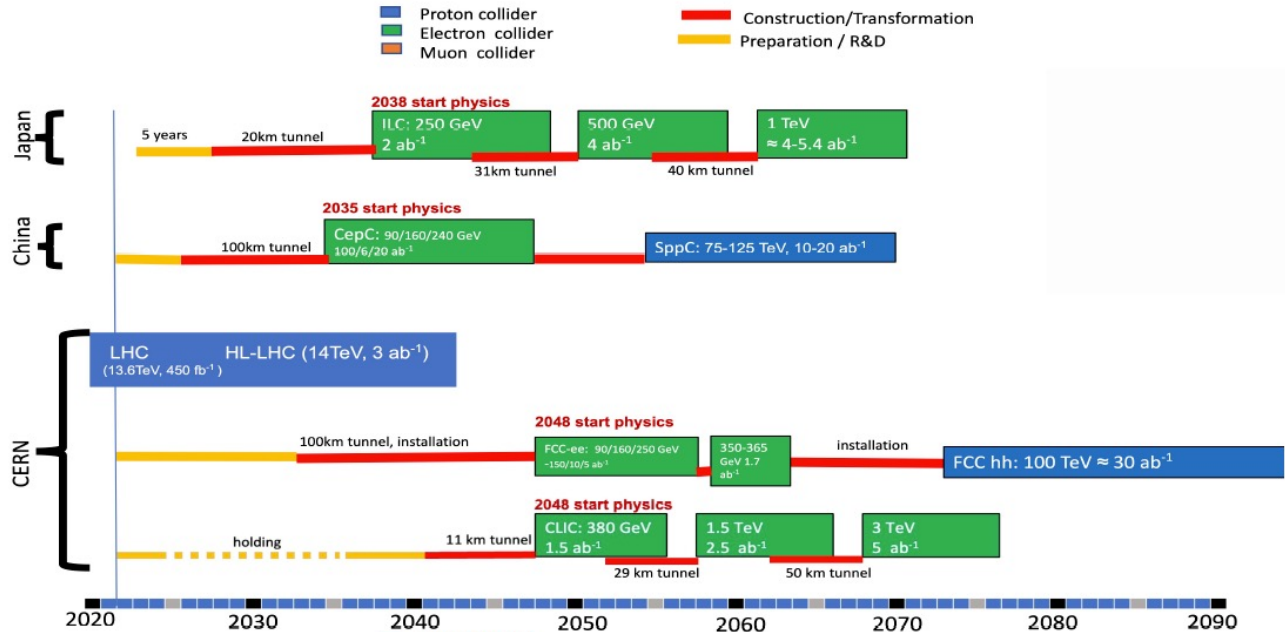 Proton collider
Electron collider
Muon collider
Construction/Transformation
Preparation / R&D
Japan
5 years
20km tunnel
2038 start physics
ILC: 250 GeV
2 ab⁻¹
31km tunnel
500 GeV
4 ab⁻¹
40 km tunnel
1 TeV
≈ 4-5.4 ab⁻¹
China
100km tunnel
2035 start physics
CepC: 90/160/240 GeV
100/6/20 ab⁻¹
SppC: 75-125 TeV, 10-20 ab⁻¹
CERN
LHC
(13.6TeV, 450 fb⁻¹)
HL-LHC (14TeV, 3 ab⁻¹)
100km tunnel, installation
2048 start physics
FCC-ee: 90/160/250 GeV
~150/10/5 ab⁻¹
350-365
GeV 1.7
ab⁻¹
installation
FCC hh: 100 TeV ≈ 30 ab⁻¹
holding
11 km tunnel
2048 start physics
CLIC: 380 GeV
1.5 ab⁻¹
29 km tunnel
1.5 TeV
2.5 ab⁻¹
50 km tunnel
3 TeV
5 ab⁻¹
2020 2030 2040 2050 2060 2070 2080 2090